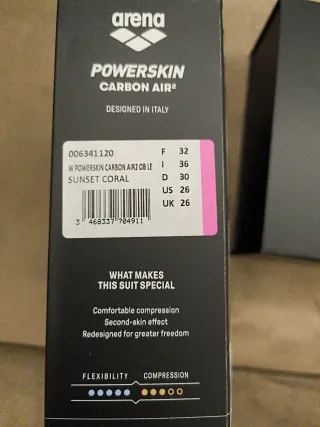 arena
POWERSKIN
CARBON AIR²
DESIGNED IN ITALY
006341120
W POWERSKIN CARBON AIR2 OB LE
SUNSET CORAL
F 32
I 36
D 30
US 26
UK 26
3 468337 704911
WHAT MAKES
THIS SUIT SPECIAL
Comfortable compression
Second-skin effect
Redesigned for greater freedom
FLEXIBILITY COMPRESSION